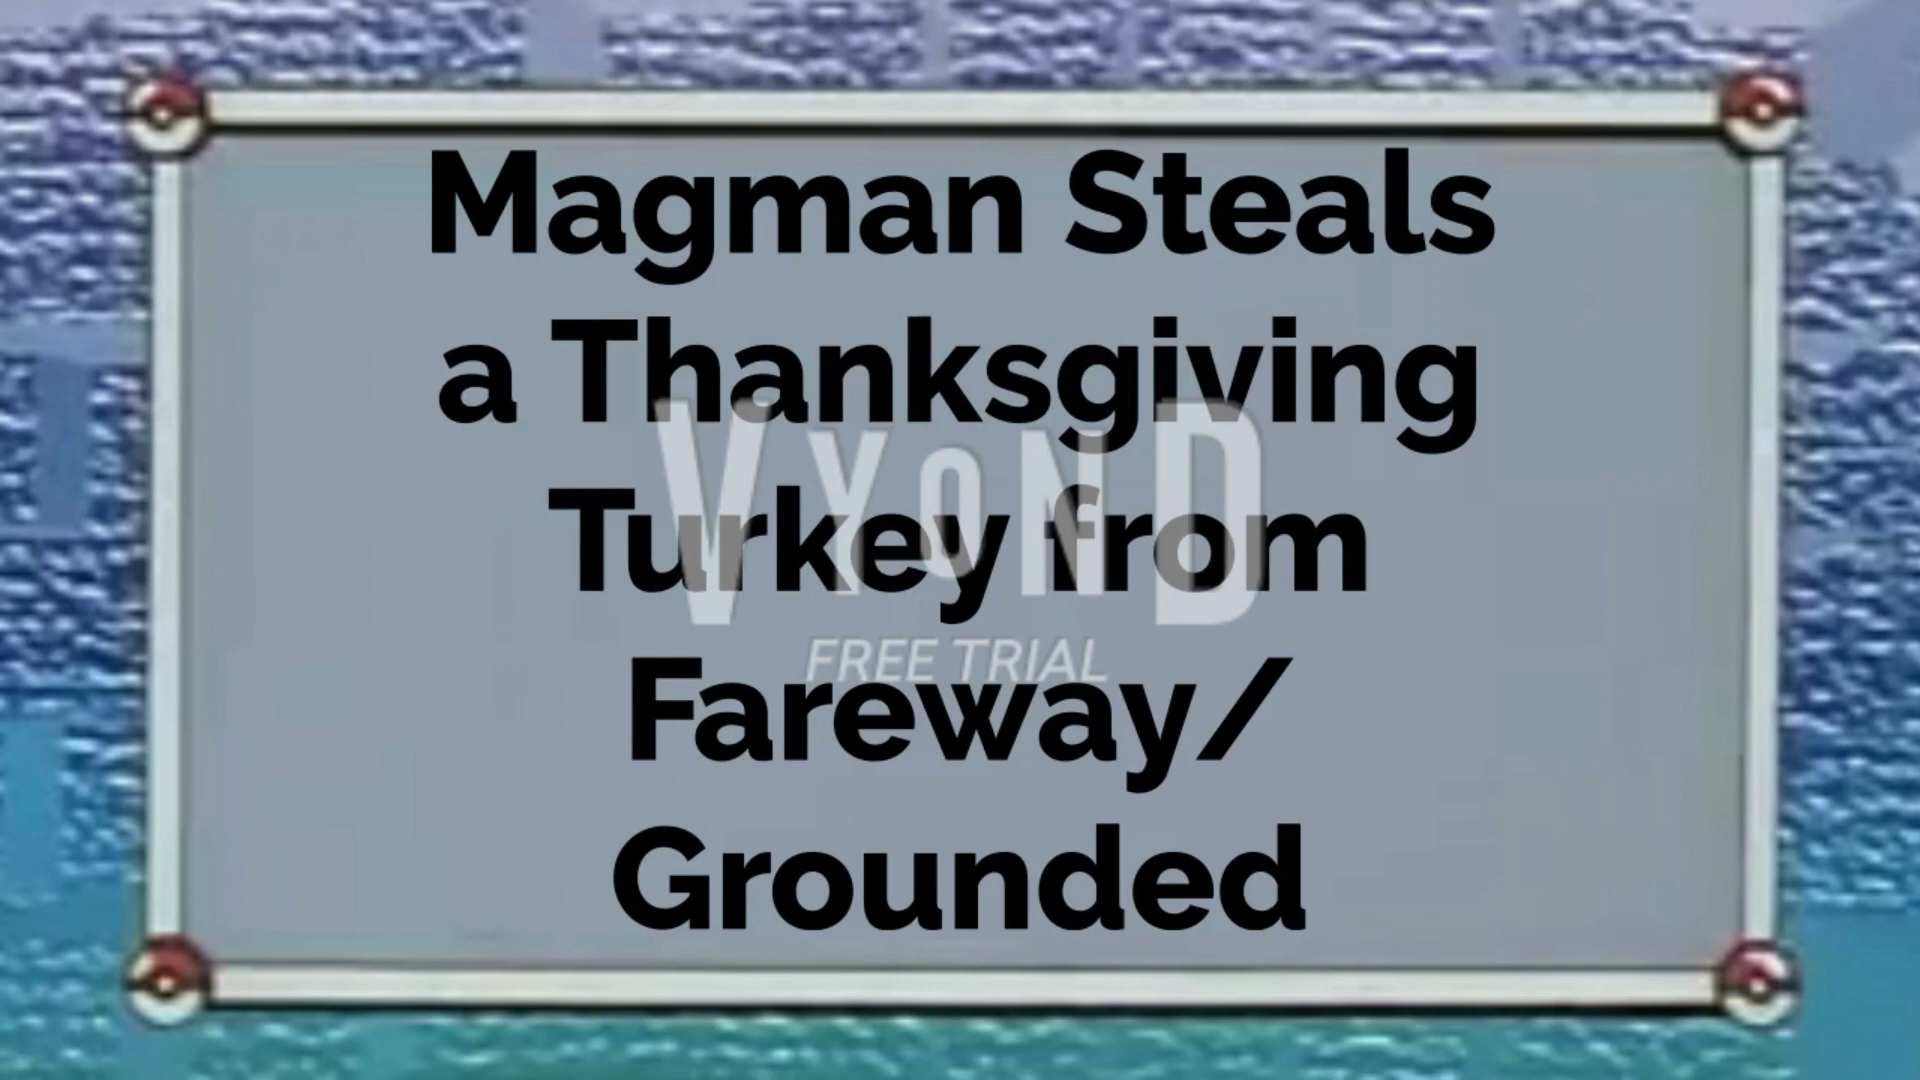 Magman Steals
a Thanksgiving
Turkey from
Fareway/
Grounded
VYOND
FREE TRIAL